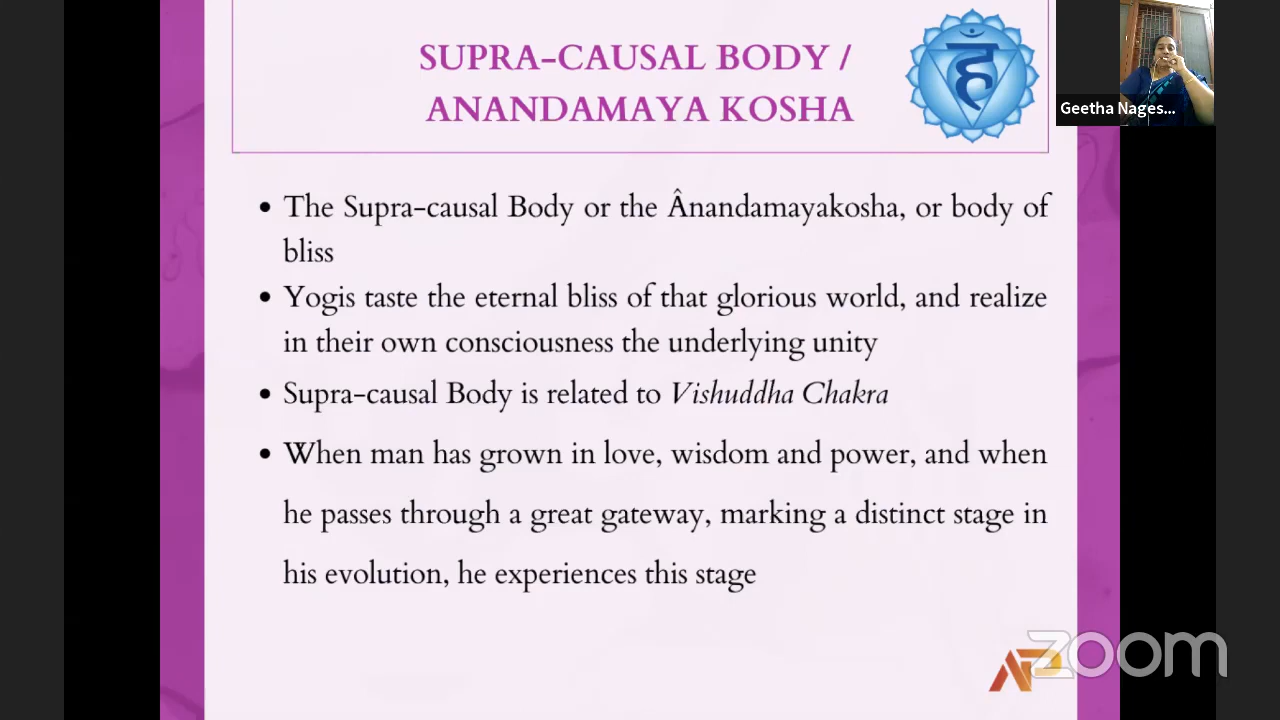 SUPRA-CAUSAL BODY /
ANANDAMAYA KOSHA
हं
Geetha Nages...
• The Supra-causal Body or the Ânandamayakosha, or body of
bliss
• Yogis taste the eternal bliss of that glorious world, and realize
in their own consciousness the underlying unity
• Supra-causal Body is related to Vishuddha Chakra
• When man has grown in love, wisdom and power, and when
he passes through a great gateway, marking a distinct stage in
his evolution, he experiences this stage
AP
zoom